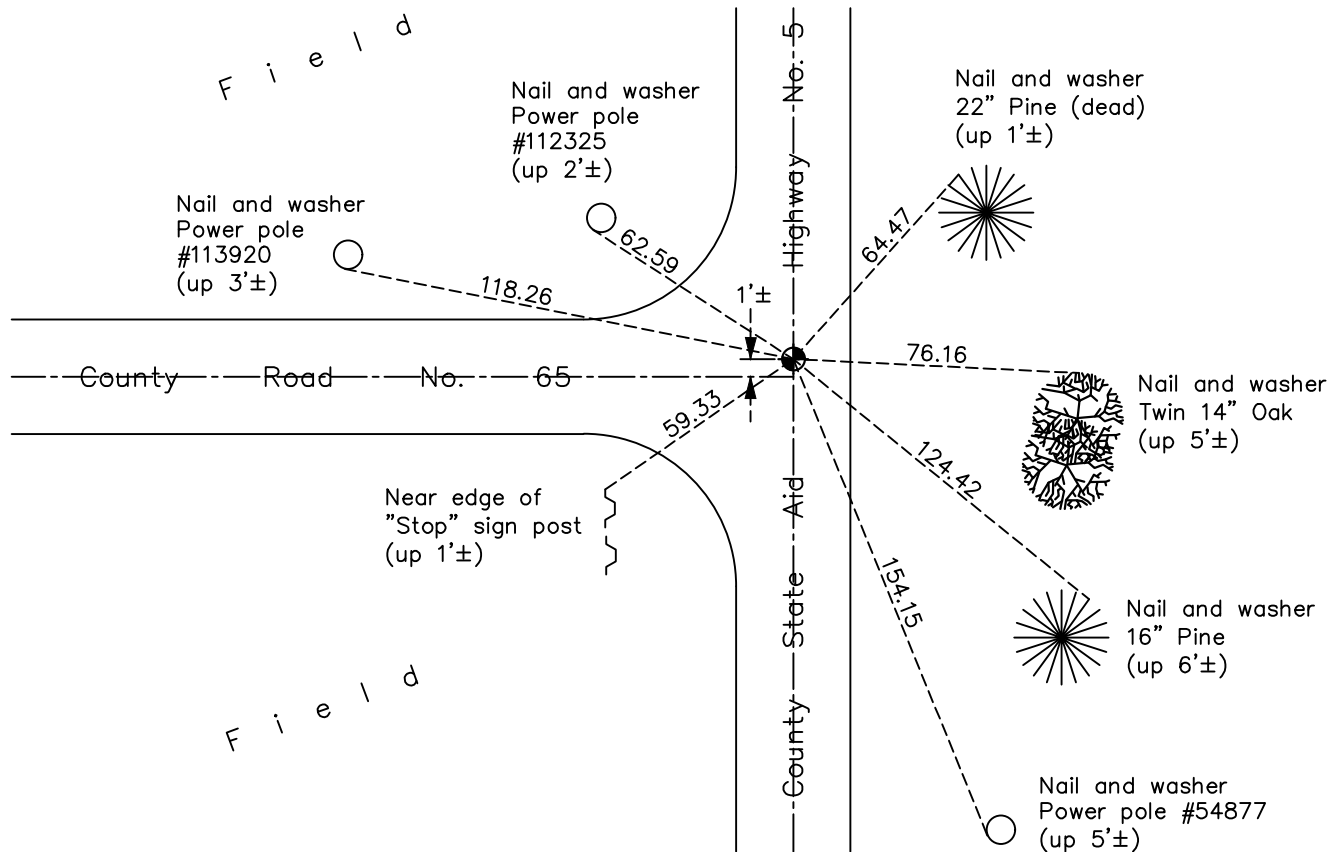 Field
Nail and washer
Power pole
#112325
(up 2'±)
Nail and washer
22" Pine (dead)
(up 1'±)
Nail and washer
Power pole
#113920
(up 3'±)
62.59
64.47
118.26
1'±
76.16
County Road No. 65
County State Aid Highway No. 5
59.33
Nail and washer
Twin 14" Oak
(up 5'±)
124.42
Near edge of
"Stop" sign post
(up 1'±)
154.15
Nail and washer
16" Pine
(up 6'±)
Field
Nail and washer
Power pole #54877
(up 5'±)